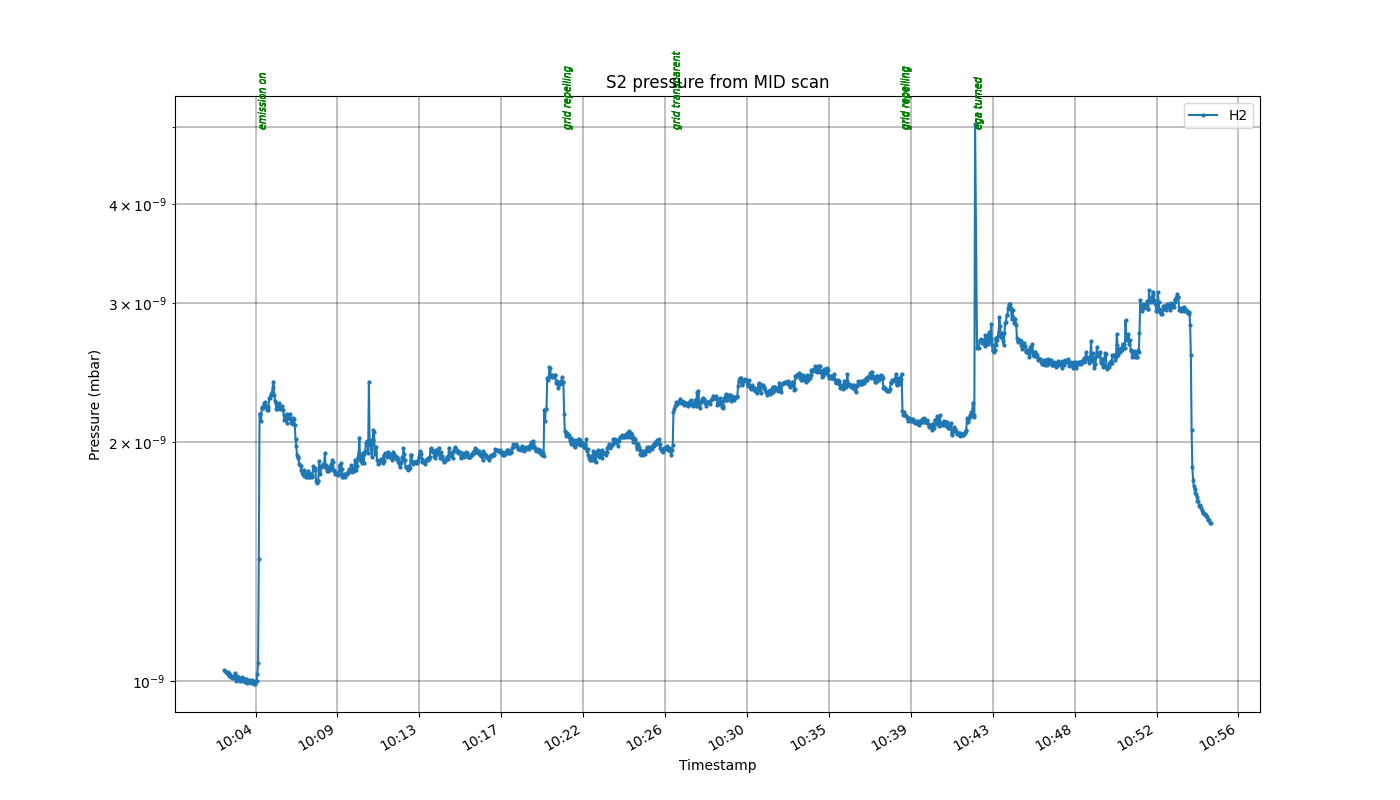 emission on
grid repelling
grid transparent
grid repelling
ega turned
S2 pressure from MID scan
H2
4 × 10⁻⁹
3 × 10⁻⁹
2 × 10⁻⁹
10⁻⁹
Pressure (mbar)
10:04
10:09
10:13
10:17
10:22
10:26
10:30
10:35
10:39
10:43
10:48
10:52
10:56
Timestamp